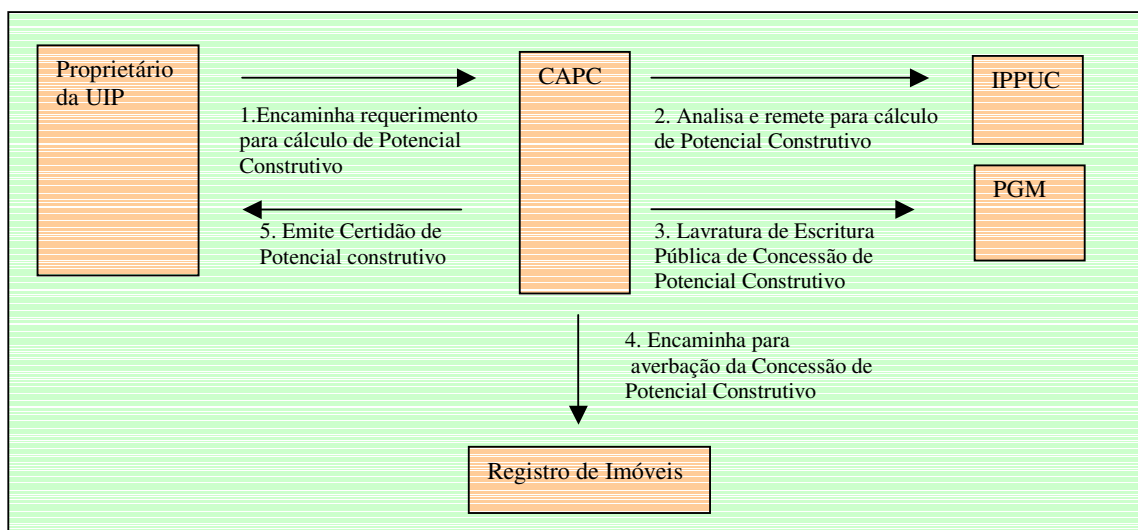 Proprietário
da UIP
CAPC
IPPUC
1.Encaminha requerimento
para cálculo de Potencial
Construtivo
2. Analisa e remete para cálculo
de Potencial Construtivo
PGM
5. Emite Certidão de
Potencial construtivo
3. Lavratura de Escritura
Pública de Concessão de
Potencial Construtivo
4. Encaminha para
averbação da Concessão de
Potencial Construtivo
Registro de Imóveis